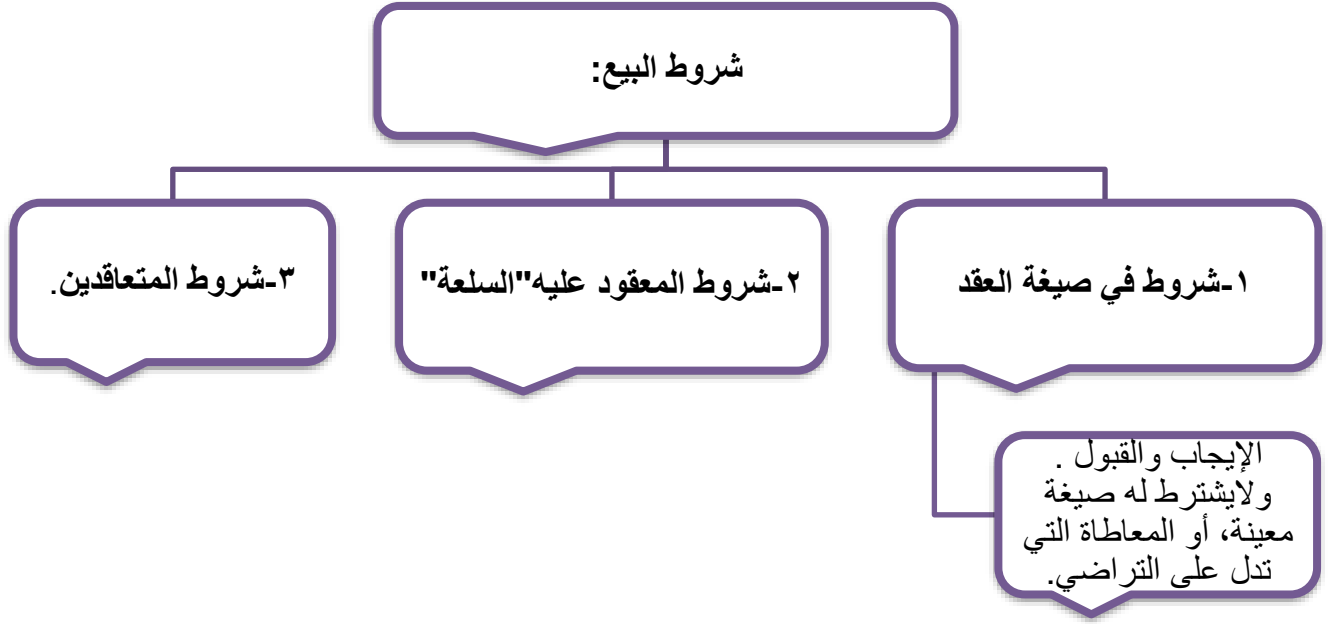 شروط البيع:
١-شروط في صيغة العقد
٢-شروط المعقود عليه"السلعة"
٣-شروط المتعاقدين.
الإيجاب والقبول .
ولايشترط له صيغة
معينة، أو المعاطاة التي
تدل على التراضي.